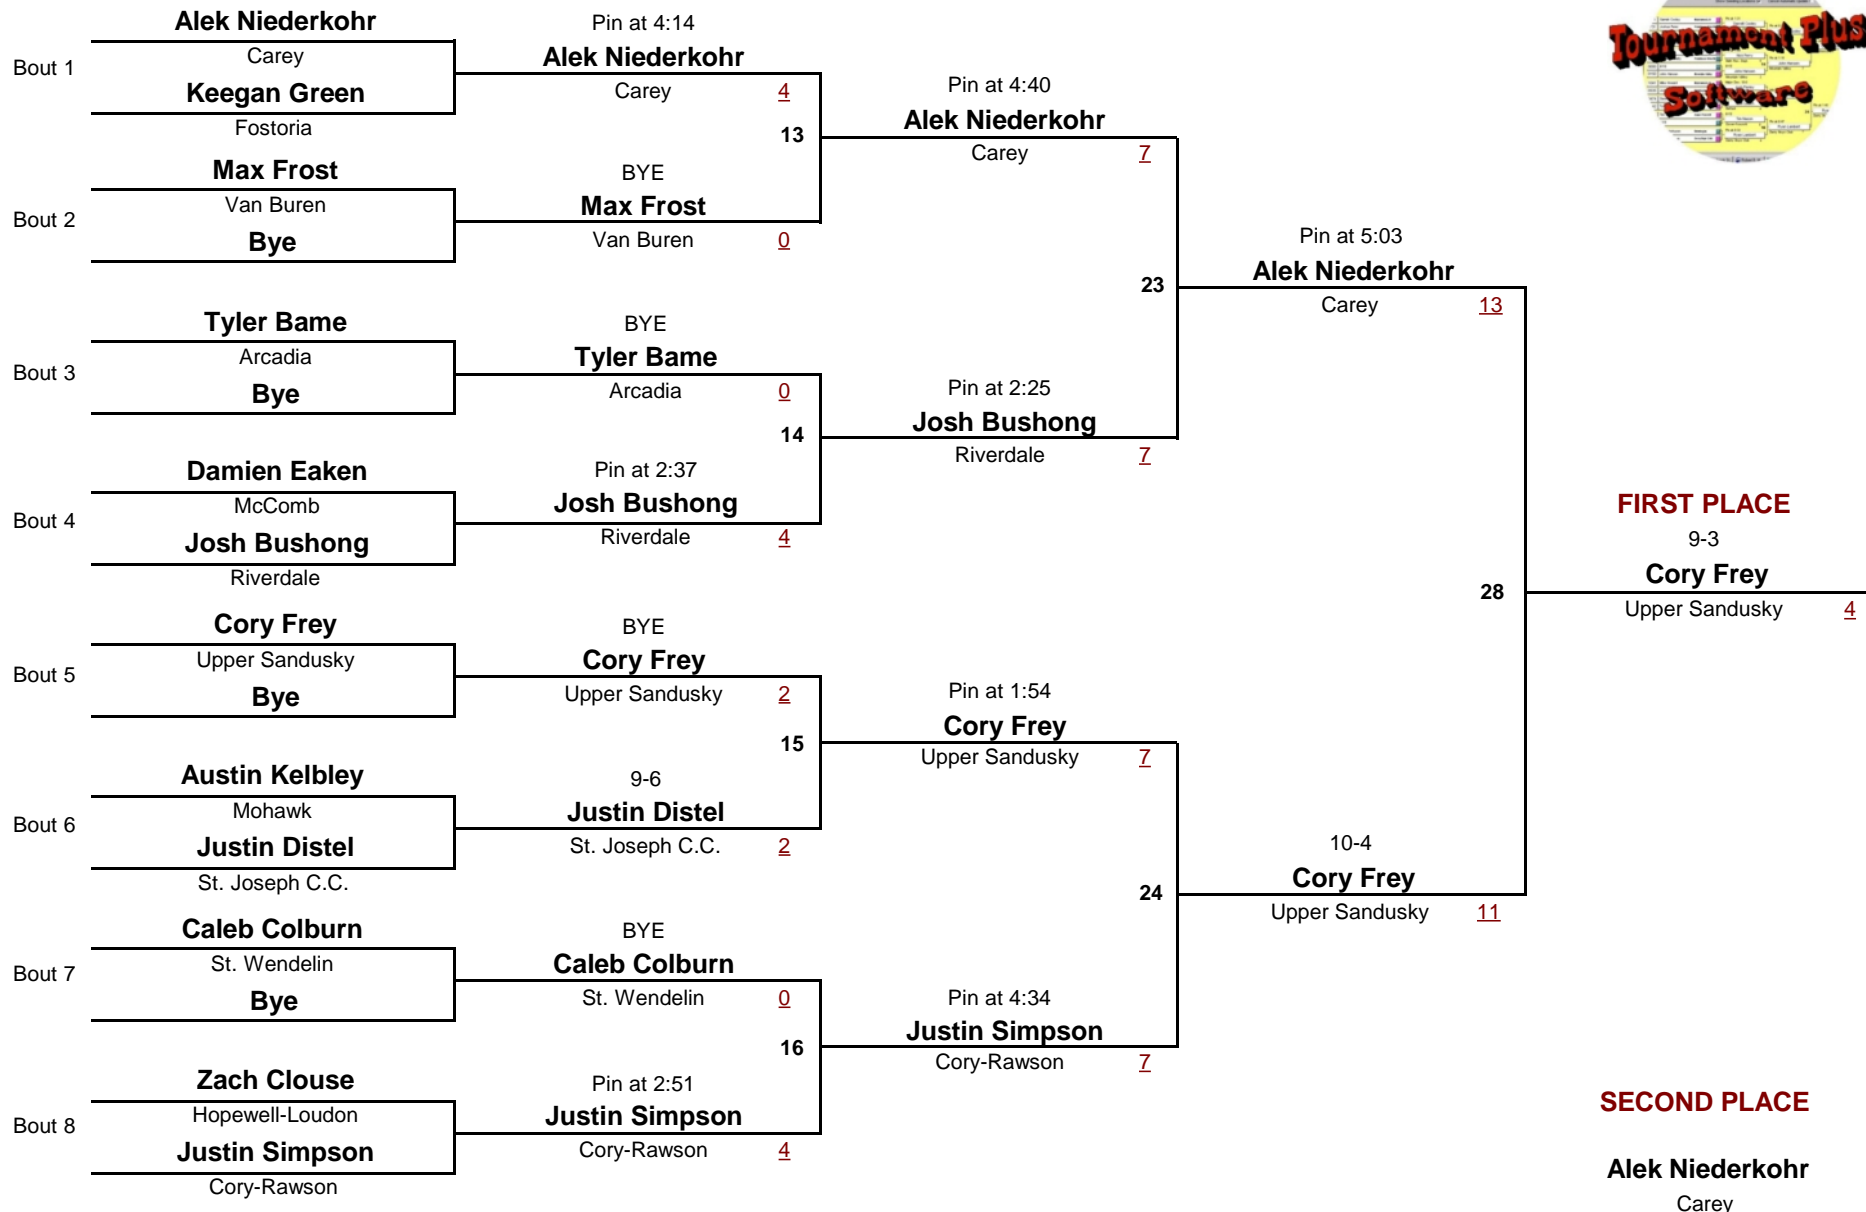 Alek Niederkohr
Carey
Bout 1
Keegan Green
Fostoria
Max Frost
Van Buren
Bout 2
Bye
Tyler Bame
Arcadia
Bout 3
Bye
Damien Eaken
McComb
Bout 4
Josh Bushong
Riverdale
Cory Frey
Upper Sandusky
Bout 5
Bye
Austin Kelbley
Mohawk
Bout 6
Justin Distel
St. Joseph C.C.
Caleb Colburn
St. Wendelin
Bout 7
Bye
Zach Clouse
Hopewell-Loudon
Bout 8
Justin Simpson
Cory-Rawson
Pin at 4:14
Alek Niederkohr
Carey 4
13
BYE
Max Frost
Van Buren 0
BYE
Tyler Bame
Arcadia 0
14
Pin at 2:37
Josh Bushong
Riverdale 4
BYE
Cory Frey
Upper Sandusky 2
15
9-6
Justin Distel
St. Joseph C.C. 2
BYE
Caleb Colburn
St. Wendelin 0
16
Pin at 2:51
Justin Simpson
Cory-Rawson 4
Pin at 4:40
Alek Niederkohr
Carey 7
23
Pin at 2:25
Josh Bushong
Riverdale 7
Pin at 1:54
Cory Frey
Upper Sandusky 7
24
Pin at 4:34
Justin Simpson
Cory-Rawson 7
Pin at 5:03
Alek Niederkohr
Carey 13
28
10-4
Cory Frey
Upper Sandusky 11
Tournament Plus
Software
FIRST PLACE
9-3
Cory Frey
Upper Sandusky 4
SECOND PLACE
Alek Niederkohr
Carey